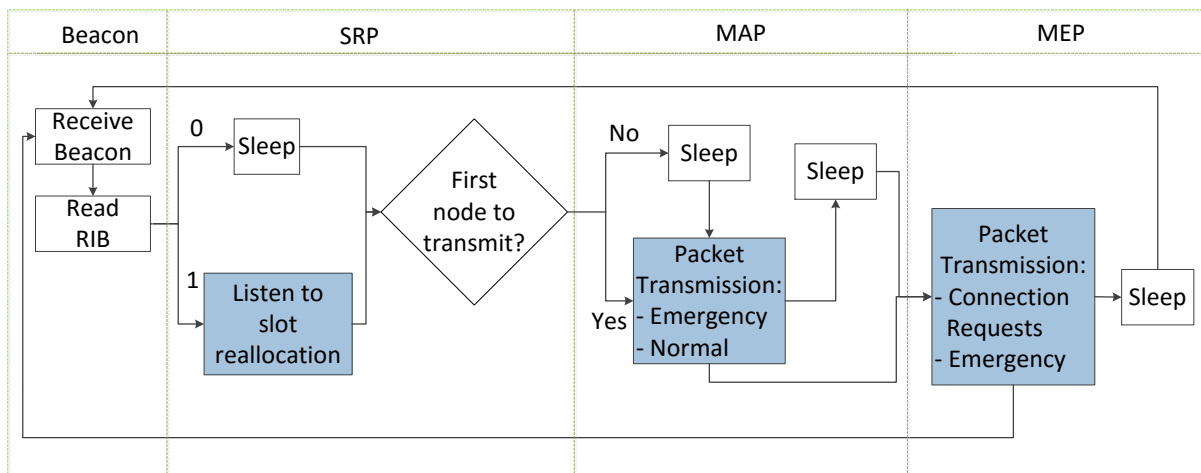 Beacon
SRP
MAP
MEP
Receive
Beacon
Read
RIB
0
Sleep
1
Listen to
slot
reallocation
First
node to
transmit?
No
Sleep
Yes
Packet
Transmission:
- Emergency
- Normal
Sleep
Packet
Transmission:
- Connection
Requests
- Emergency
Sleep